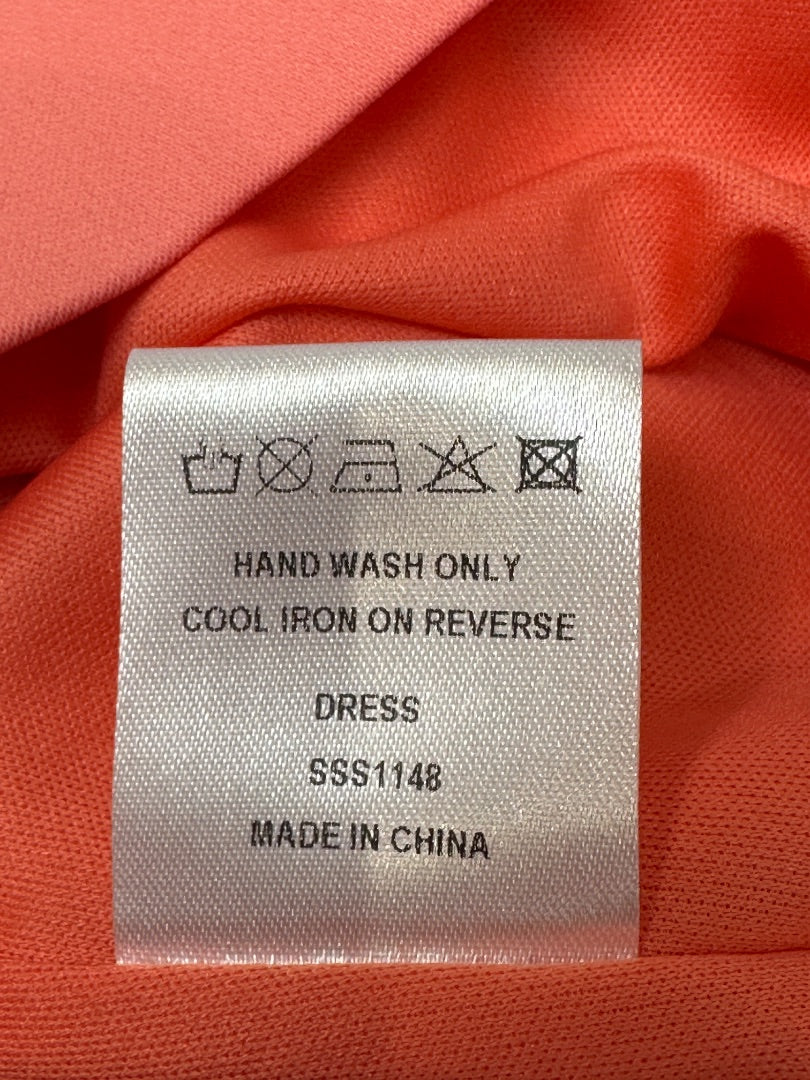 HAND WASH ONLY
COOL IRON ON REVERSE
DRESS
SSS1148
MADE IN CHINA